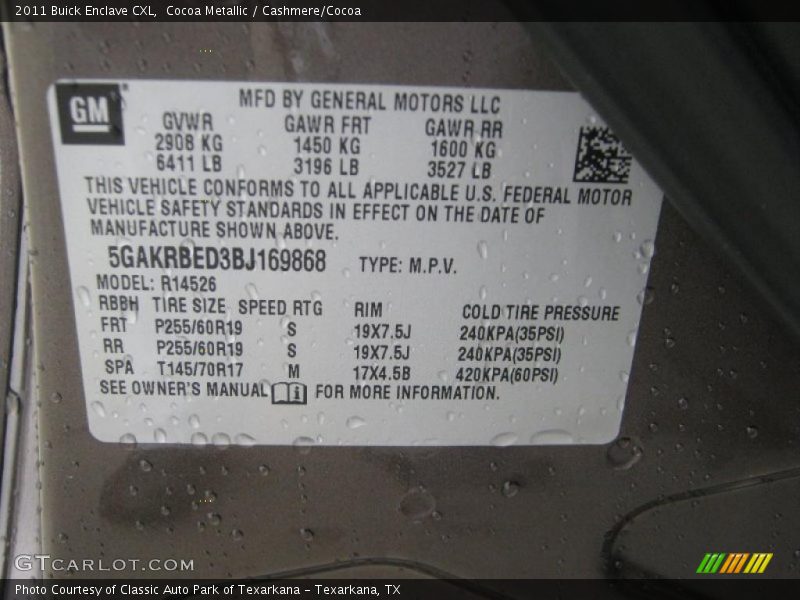 2011 Buick Enclave CXL,  Cocoa Metallic / Cashmere/Cocoa
GM
MFD BY GENERAL MOTORS LLC
GVWR GAWR FRT GAWR RR
2908 KG 1450 KG 1600 KG
6411 LB 3196 LB 3527 LB
THIS VEHICLE CONFORMS TO ALL APPLICABLE U.S. FEDERAL MOTOR
VEHICLE SAFETY STANDARDS IN EFFECT ON THE DATE OF
MANUFACTURE SHOWN ABOVE.
5GAKRBED3BJ169868 TYPE: M.P.V.
MODEL: R14526
RBBH TIRE SIZE SPEED RTG RIM COLD TIRE PRESSURE
FRT P255/60R19 S 19X7.5J 240KPA(35PSI)
RR P255/60R19 S 19X7.5J 240KPA(35PSI)
SPA T145/70R17 M 17X4.5B 420KPA(60PSI)
SEE OWNER'S MANUAL i FOR MORE INFORMATION.
GTCARLOT.COM
Photo Courtesy of Classic Auto Park of Texarkana - Texarkana, TX